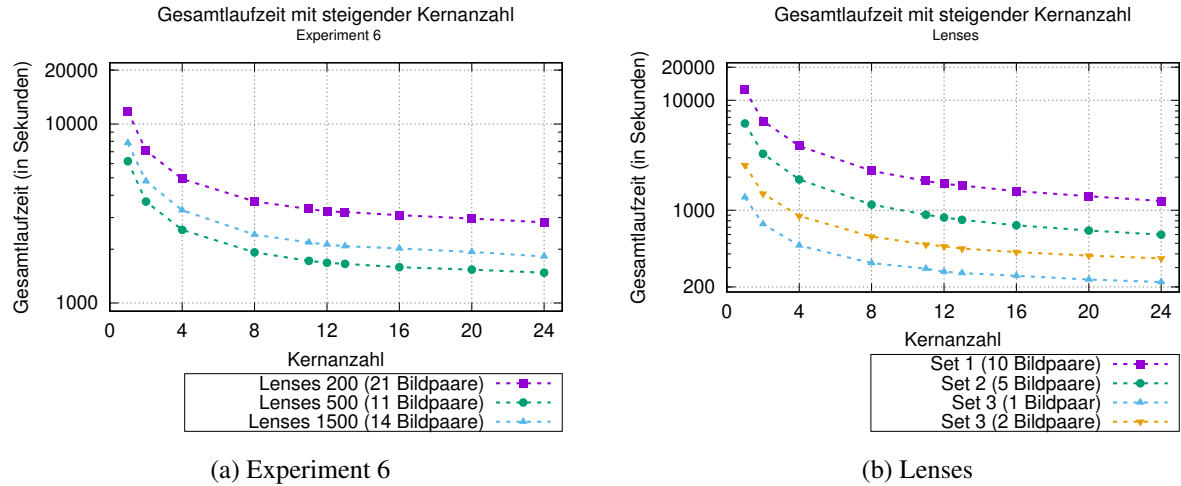 Gesamtlaufzeit mit steigender Kernanzahl
Experiment 6
Gesamtlaufzeit (in Sekunden)
20000
10000
1000
0 4 8 12 16 20 24
Kernanzahl
Lenses 200 (21 Bildpaare)
Lenses 500 (11 Bildpaare)
Lenses 1500 (14 Bildpaare)
(a) Experiment 6
Gesamtlaufzeit mit steigender Kernanzahl
Lenses
Gesamtlaufzeit (in Sekunden)
20000
10000
1000
200
0 4 8 12 16 20 24
Kernanzahl
Set 1 (10 Bildpaare)
Set 2 (5 Bildpaare)
Set 3 (1 Bildpaar)
Set 3 (2 Bildpaare)
(b) Lenses